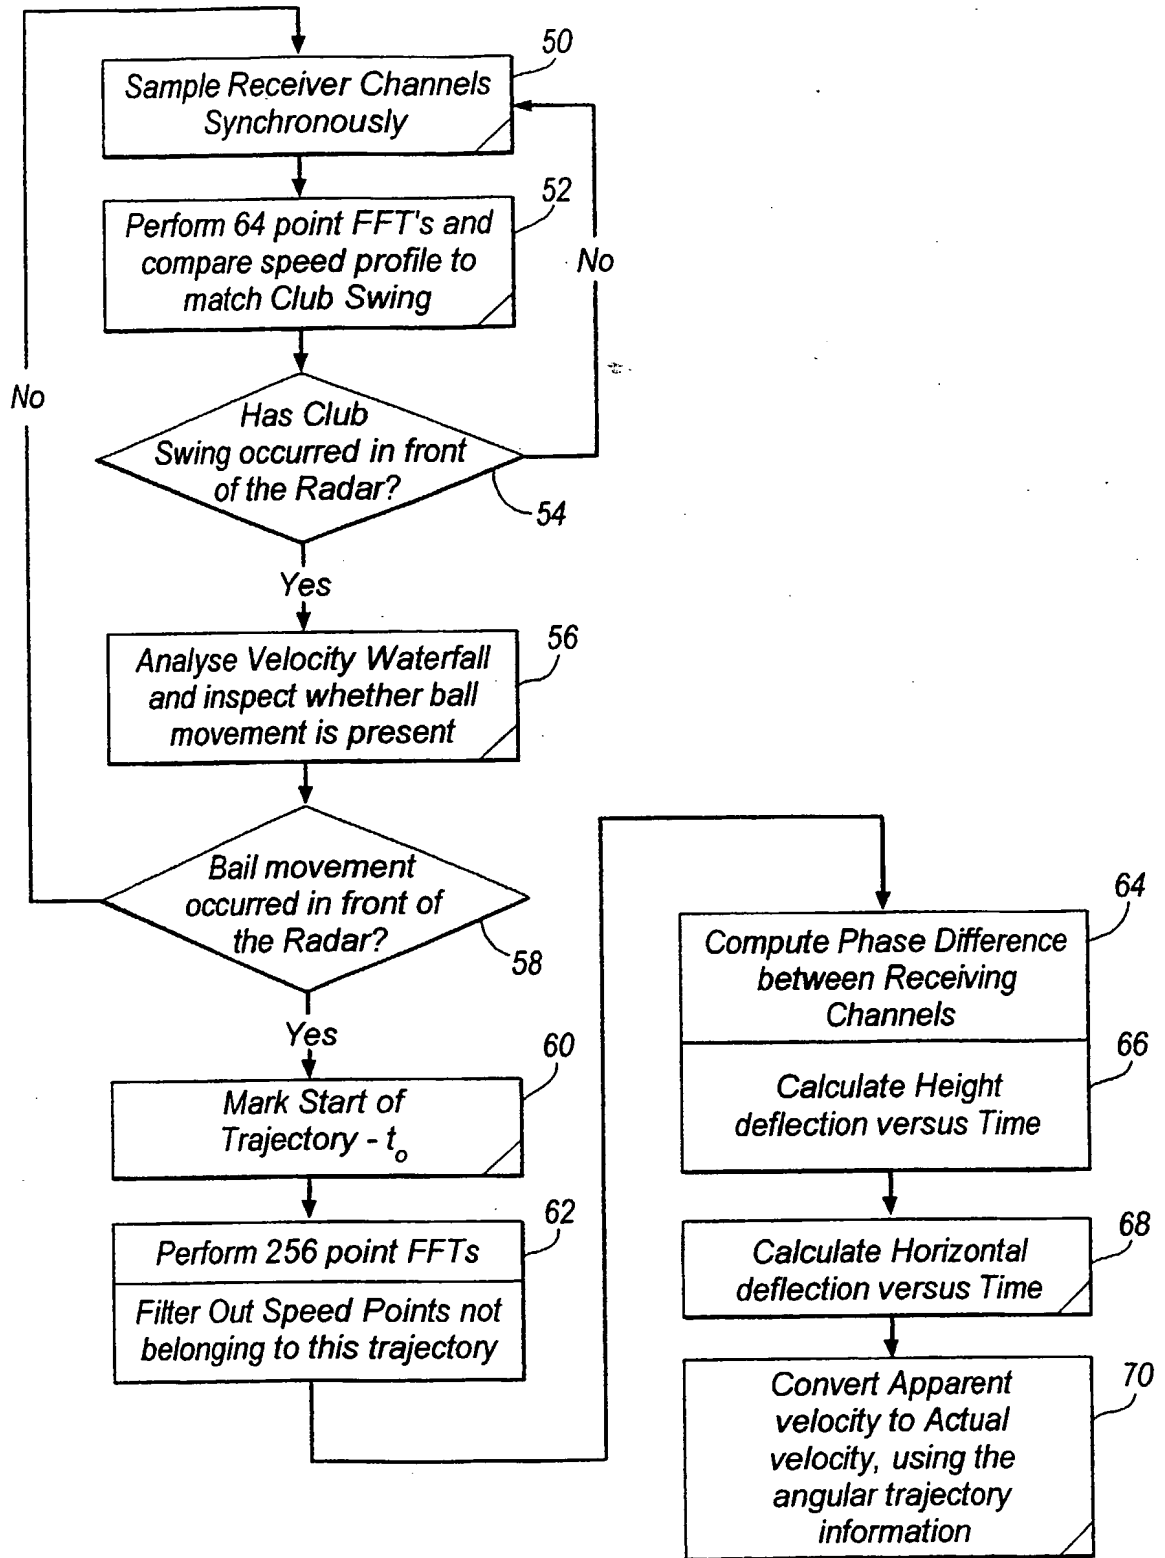 50
Sample Receiver Channels
Synchronously
52
Perform 64 point FFT's and
compare speed profile to
match Club Swing
No
No
Has Club
Swing occurred in front
of the Radar?
54
Yes
56
Analyse Velocity Waterfall
and inspect whether ball
movement is present
Bail movement
occurred in front of
the Radar?
58
Yes
60
Mark Start of
Trajectory - to
62
Perform 256 point FFTs
Filter Out Speed Points not
belonging to this trajectory
64
Compute Phase Difference
between Receiving
Channels
66
Calculate Height
deflection versus Time
68
Calculate Horizontal
deflection versus Time
70
Convert Apparent
velocity to Actual
velocity, using the
angular trajectory
information